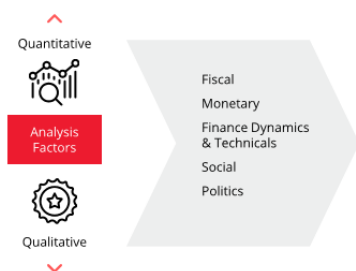 Quantitative
Analysis
Factors
Qualitative
Fiscal
Monetary
Finance Dynamics
& Technicals
Social
Politics